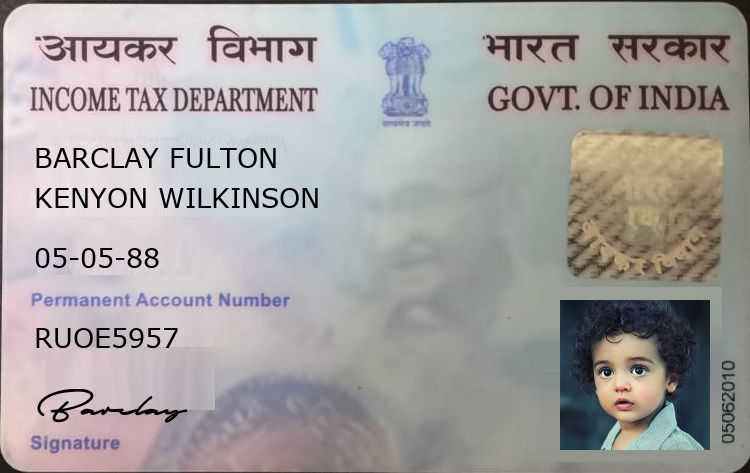 आयकर विभाग
भारत सरकार
INCOME TAX DEPARTMENT
GOVT. OF INDIA
सत्यमेव जयते
BARCLAY FULTON
KENYON WILKINSON
05-05-88
Permanent Account Number
RUOE5957
Barclay
Signature
05062010